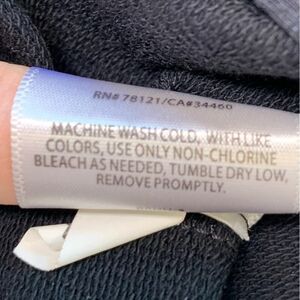 RN# 78121/CA#34460
MACHINE WASH COLD, WITH LIKE
COLORS, USE ONLY NON-CHLORINE
BLEACH AS NEEDED, TUMBLE DRY LOW,
REMOVE PROMPTLY.